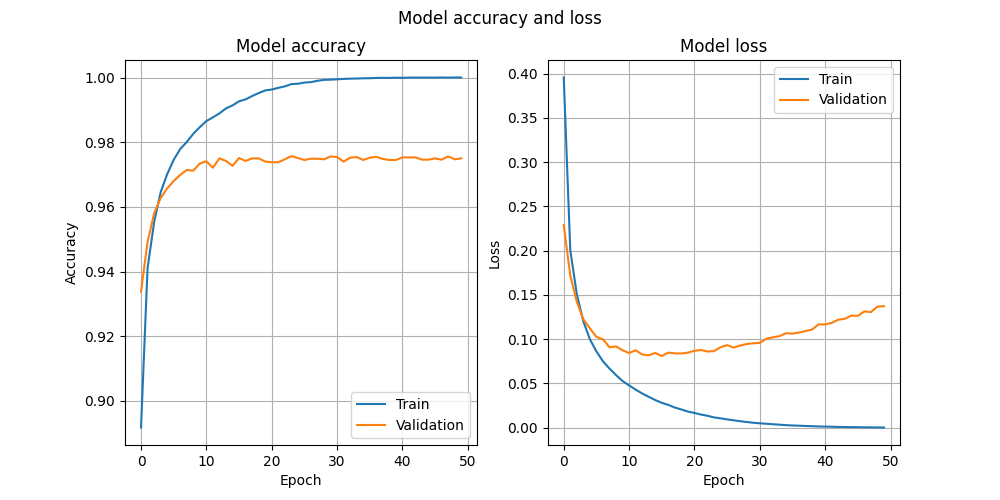 Model accuracy and loss
Model accuracy
1.00
0.98
0.96
0.94
0.92
0.90
Accuracy
Train
Validation
0 10 20 30 40 50
Epoch
Model loss
Train
Validation
0.40
0.35
0.30
0.25
0.20
0.15
0.10
0.05
0.00
Loss
0 10 20 30 40 50
Epoch